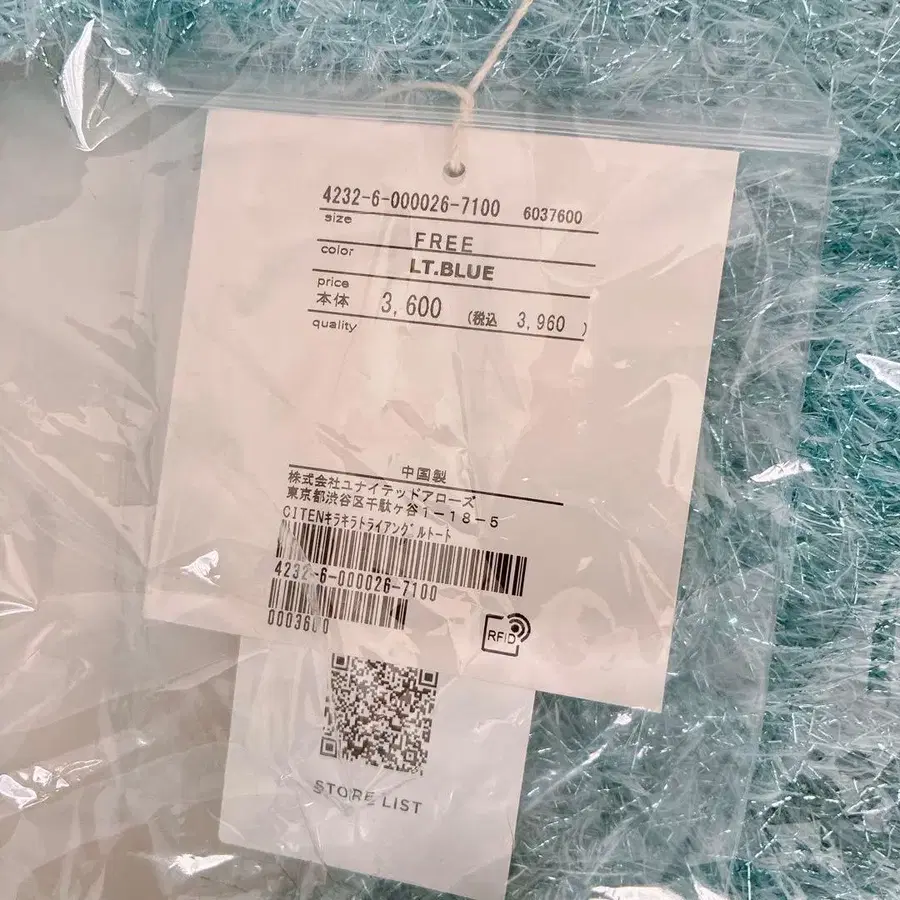 4232-6-000026-7100 6037600
size
FREE
color
LT.BLUE
price
本体 3,600 (税込 3,960 )
quality
中国製
株式会社ユナイテッドアローズ
東京都渋谷区千駄ヶ谷1-18-5
CITENキラキラトライアングルトート
4232-6-000026-7100
0003600
RFID
STORE LIST